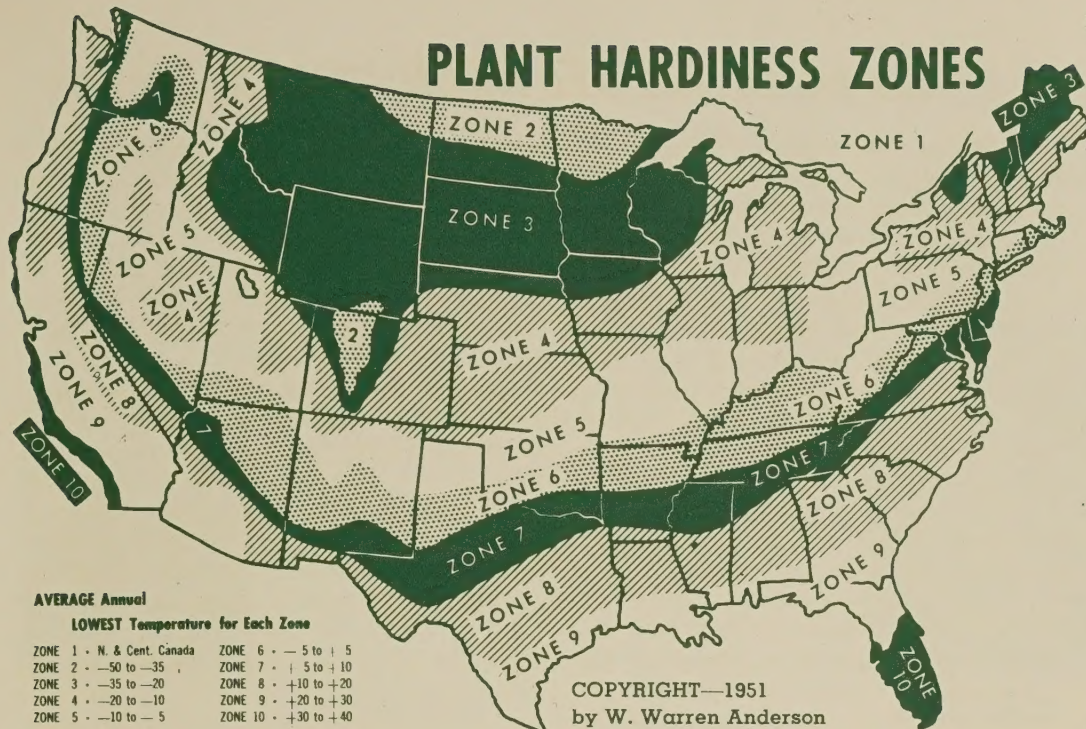 PLANT HARDINESS ZONES
7
ZONE 6
ZONE 4
ZONE 2
ZONE 1
ZONE 3
ZONE 3
ZONE 5
ZONE 4
ZONE 4
ZONE 4
ZONE 5
2
ZONE 4
ZONE 8
ZONE 9
ZONE 10
7
ZONE 5
ZONE 6
ZONE 6
ZONE 7
ZONE 7
ZONE 8
ZONE 8
ZONE 9
ZONE 9
ZONE 10
AVERAGE Annual
LOWEST Temperature for Each Zone
ZONE 1 • N. & Cent. Canada
ZONE 2 • —50 to —35
ZONE 3 • —35 to —20
ZONE 4 • —20 to —10
ZONE 5 • —10 to — 5
ZONE 6 • — 5 to + 5
ZONE 7 • + 5 to +10
ZONE 8 • +10 to +20
ZONE 9 • +20 to +30
ZONE 10 • +30 to +40
COPYRIGHT—1951
by W. Warren Anderson